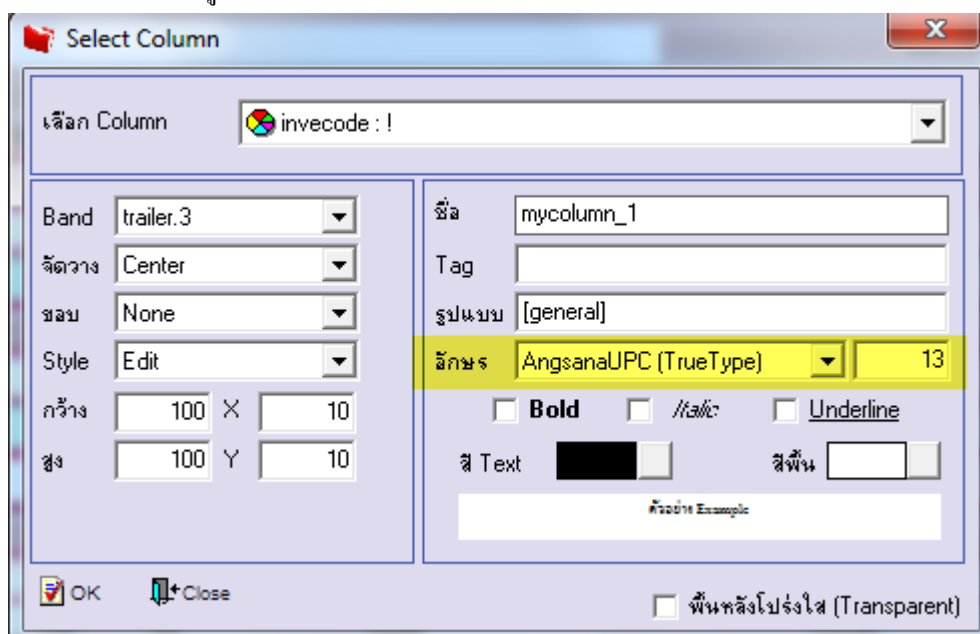 Select Column
เลือก Column invecode : !
Band trailer.3
จัดวาง Center
ขอบ None
Style Edit
กว้าง 100 X 10
สูง 100 Y 10
ชื่อ mycolumn_1
Tag
รูปแบบ [general]
อักษร AngsanaUPC (TrueType) 13
Bold Italic Underline
สี Text สีพื้น
ตัวอย่าง Example
OK Close
พื้นหลังโปร่งใส (Transparent)